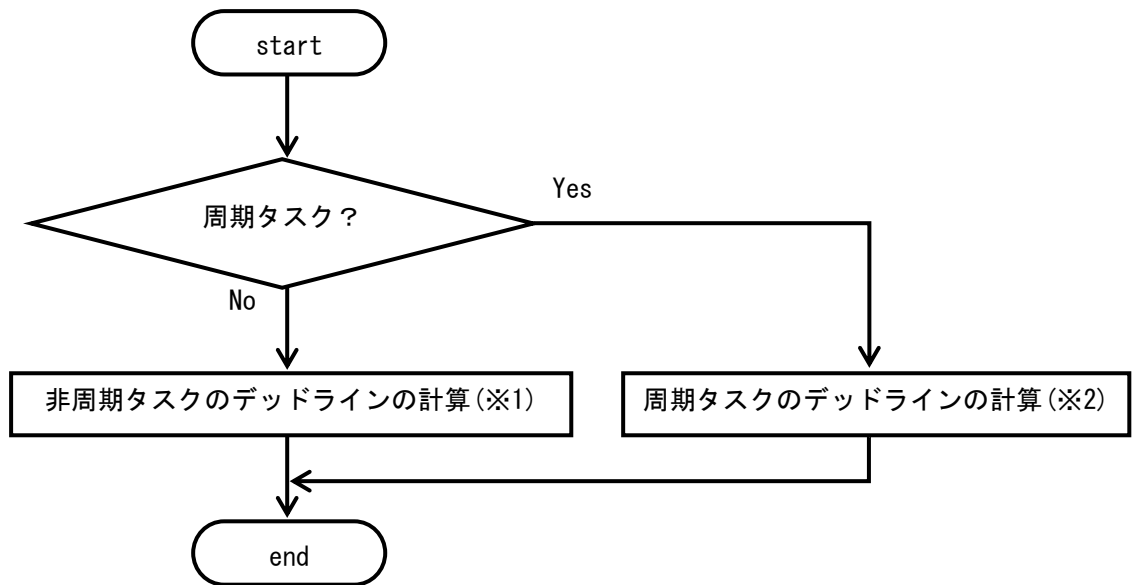 start
周期タスク？
Yes
No
非周期タスクのデッドラインの計算(※1)
周期タスクのデッドラインの計算(※2)
end